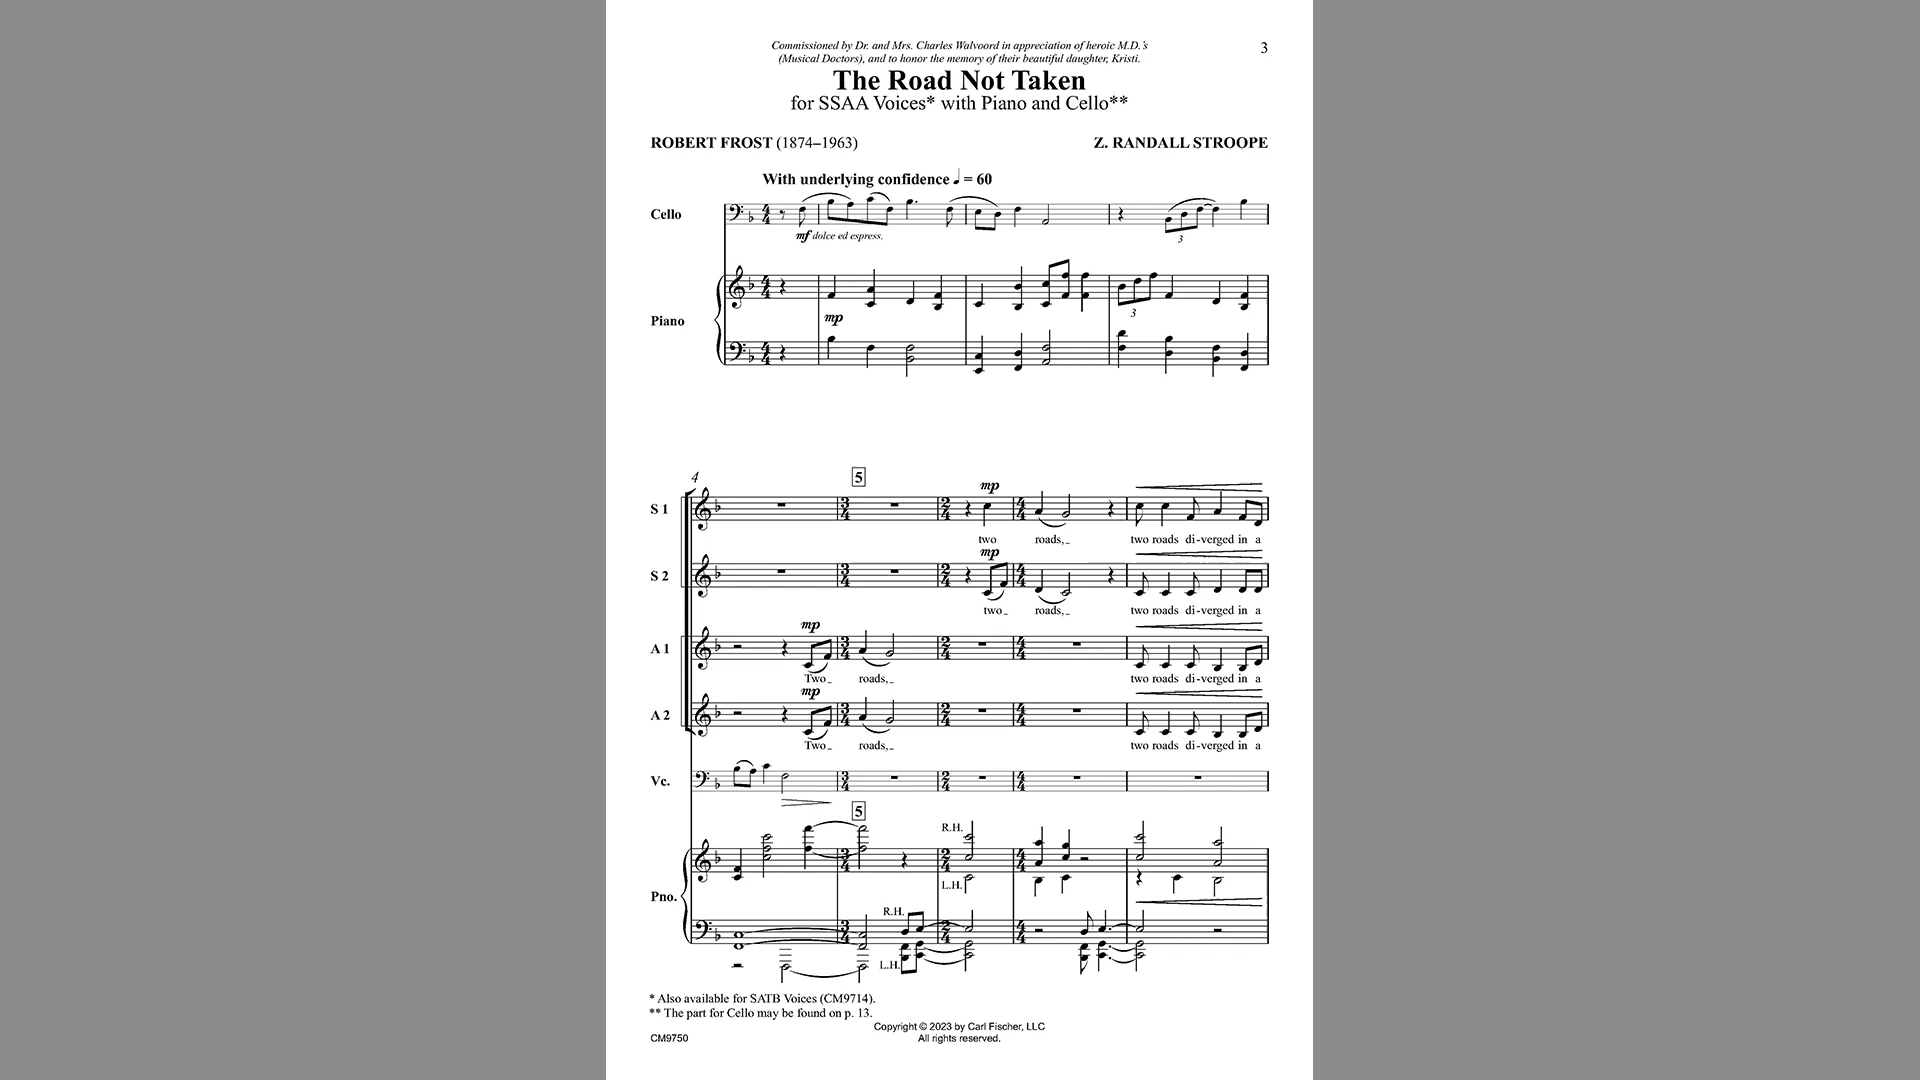 Commissioned by Dr. and Mrs. Charles Walvoord in appreciation of heroic M.D.'s
(Musical Doctors), and to honor the memory of their beautiful daughter, Kristi.
3
The Road Not Taken
for SSAA Voices* with Piano and Cello**
ROBERT FROST (1874–1963)
Z. RANDALL STROOPE
With underlying confidence ♩ = 60
Cello
mf dolce ed espress.
3
Piano
mp
3
4
5
mp
S 1
two roads,_ two roads di-verged in a
mp
S 2
two_ roads,_ two roads di-verged in a
mp
A 1
Two_ roads,_ two roads di-verged in a
mp
A 2
Two_ roads,_ two roads di-verged in a
Vc.
5
R.H.
L.H.
Pno.
R.H.
L.H.
* Also available for SATB Voices (CM9714).
** The part for Cello may be found on p. 13.
Copyright © 2023 by Carl Fischer, LLC
CM9750
All rights reserved.